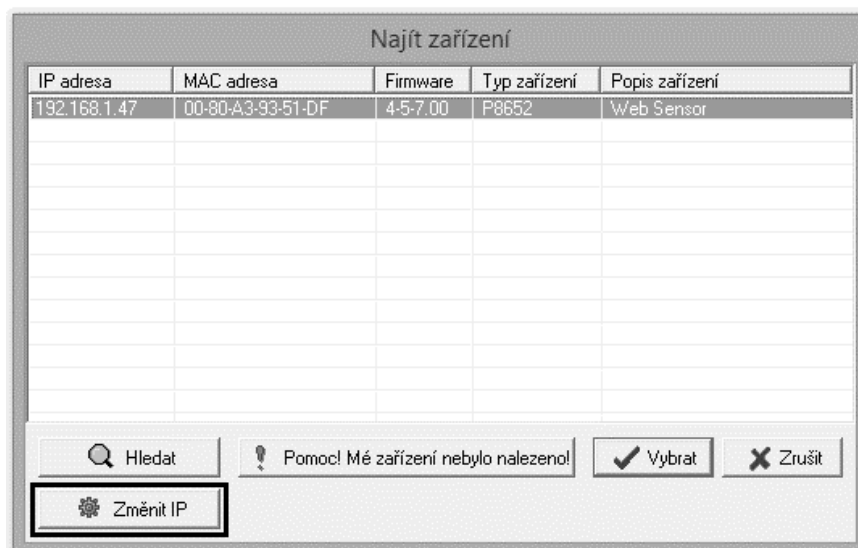 Najít zařízení
IP adresa MAC adresa Firmware Typ zařízení Popis zařízení
192.168.1.47 00-80-A3-93-51-DF 4-5-7.00 P8652 Web Sensor
Hledat Pomoc! Mé zařízení nebylo nalezeno! Vybrat Zrušit
Změnit IP